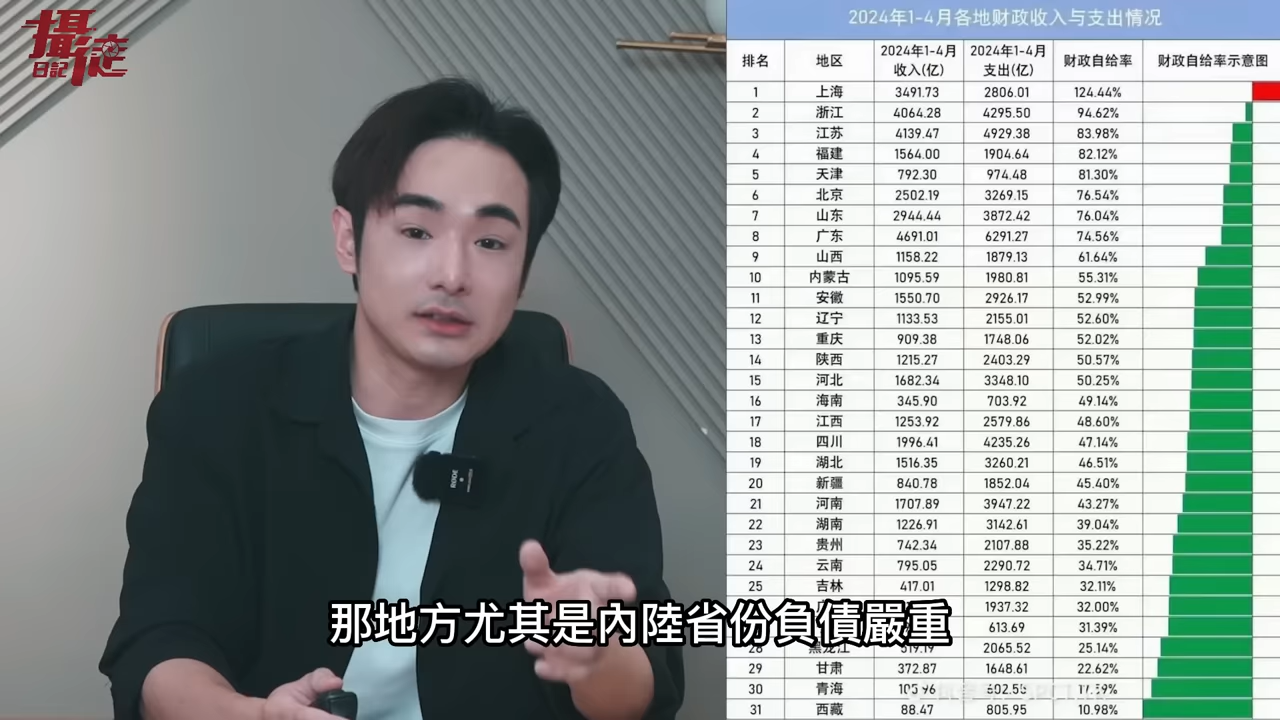 攝徒
日記
2024年1-4月各地财政收入与支出情况
排名 地区 2024年1-4月收入(亿) 2024年1-4月支出(亿) 财政自给率 财政自给率示意图
1 上海 3491.73 2806.01 124.44%
2 浙江 4064.28 4295.50 94.62%
3 江苏 4139.47 4929.38 83.98%
4 福建 1564.00 1904.64 82.12%
5 天津 792.30 974.48 81.30%
6 北京 2502.19 3269.15 76.54%
7 山东 2944.44 3872.42 76.04%
8 广东 4691.01 6291.27 74.56%
9 山西 1158.22 1879.13 61.64%
10 内蒙古 1095.59 1980.81 55.31%
11 安徽 1550.70 2926.17 52.99%
12 辽宁 1133.53 2155.01 52.60%
13 重庆 909.38 1748.06 52.02%
14 陕西 1215.27 2403.29 50.57%
15 河北 1682.34 3348.10 50.25%
16 海南 345.90 703.92 49.14%
17 江西 1253.92 2579.86 48.60%
18 四川 1996.41 4235.26 47.14%
19 湖北 1516.35 3260.21 46.51%
20 新疆 840.78 1852.04 45.40%
21 河南 1707.89 3947.22 43.27%
22 湖南 1226.91 3142.61 39.04%
23 贵州 742.34 2107.88 35.22%
24 云南 795.05 2290.72 34.71%
25 吉林 417.01 1298.82 32.11%
1937.32 32.00%
613.69 31.39%
28 黑龙江 519.19 2065.52 25.14%
29 甘肃 372.87 1648.61 22.62%
30 青海 602.55
31 西藏 88.47 805.95 10.98%
那地方尤其是內陸省份負債嚴重